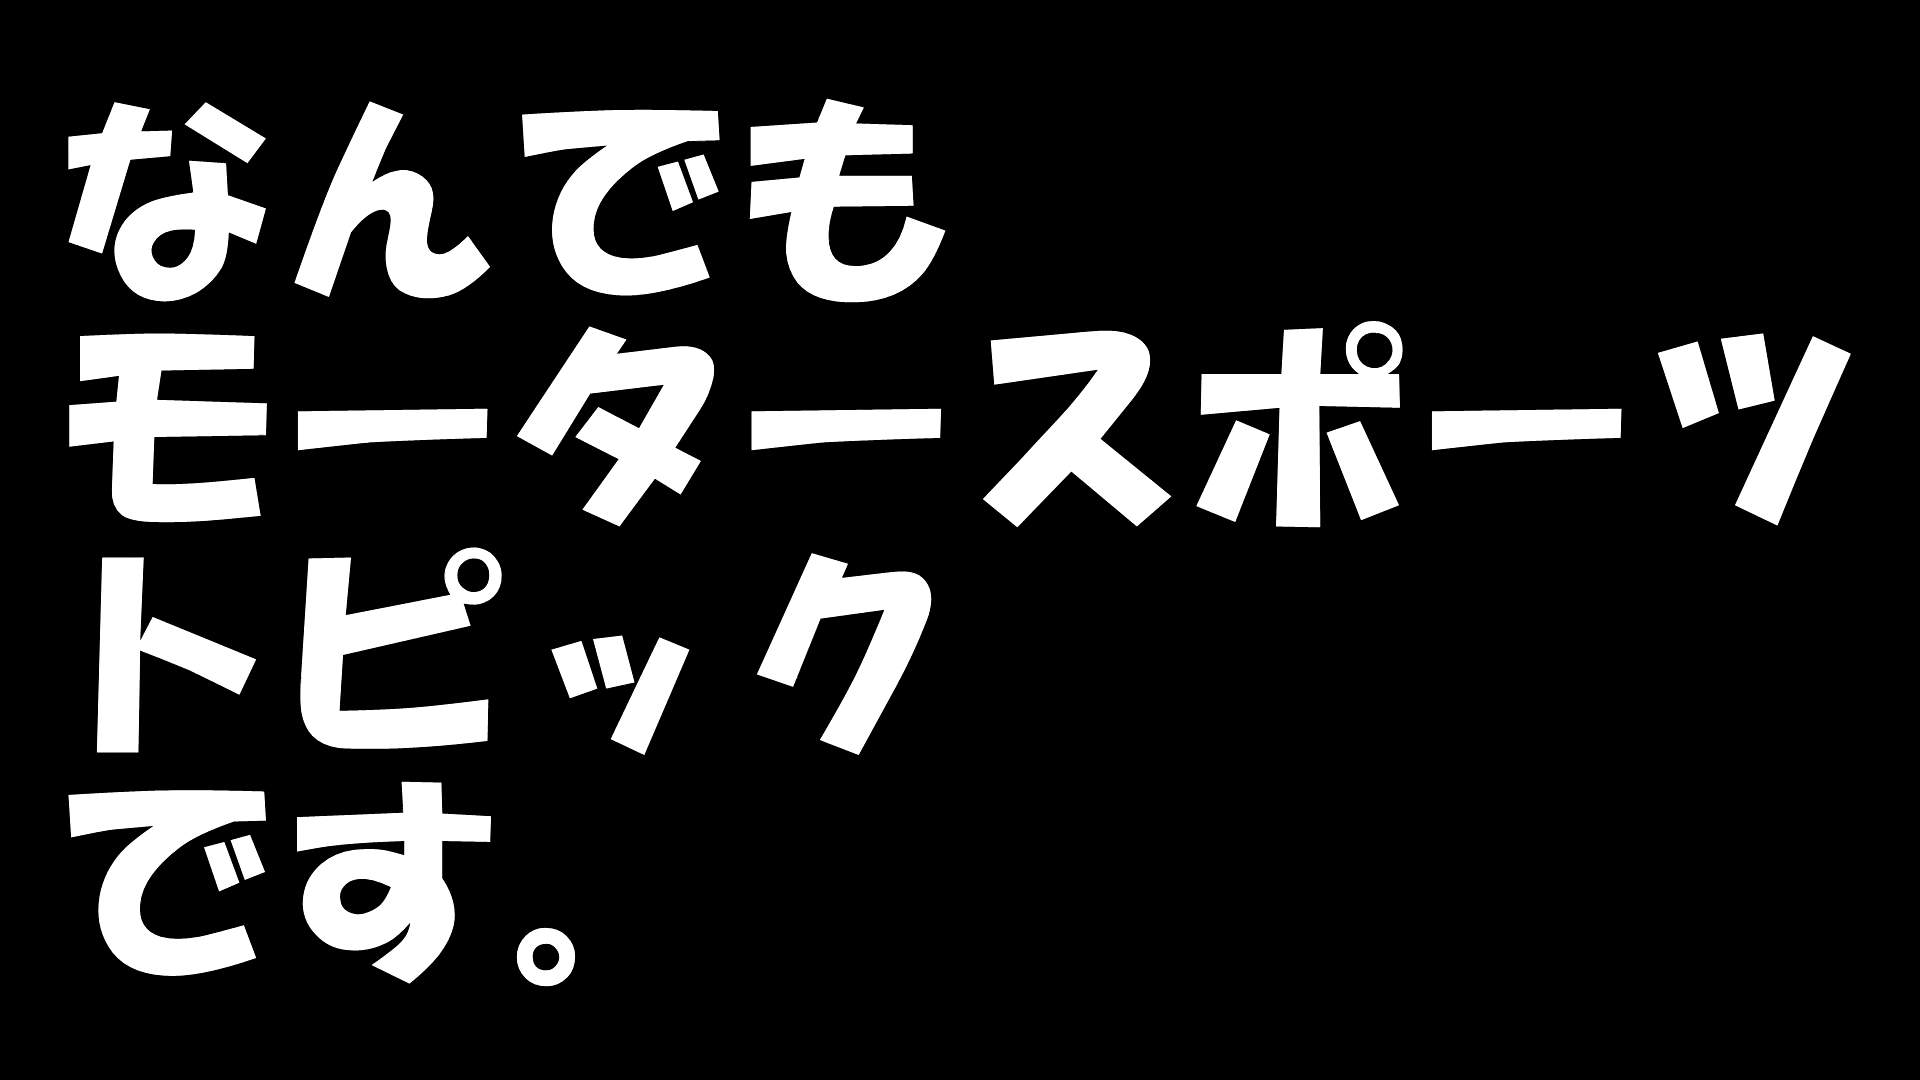 なんでも
モータースポーツ
トピック
です。